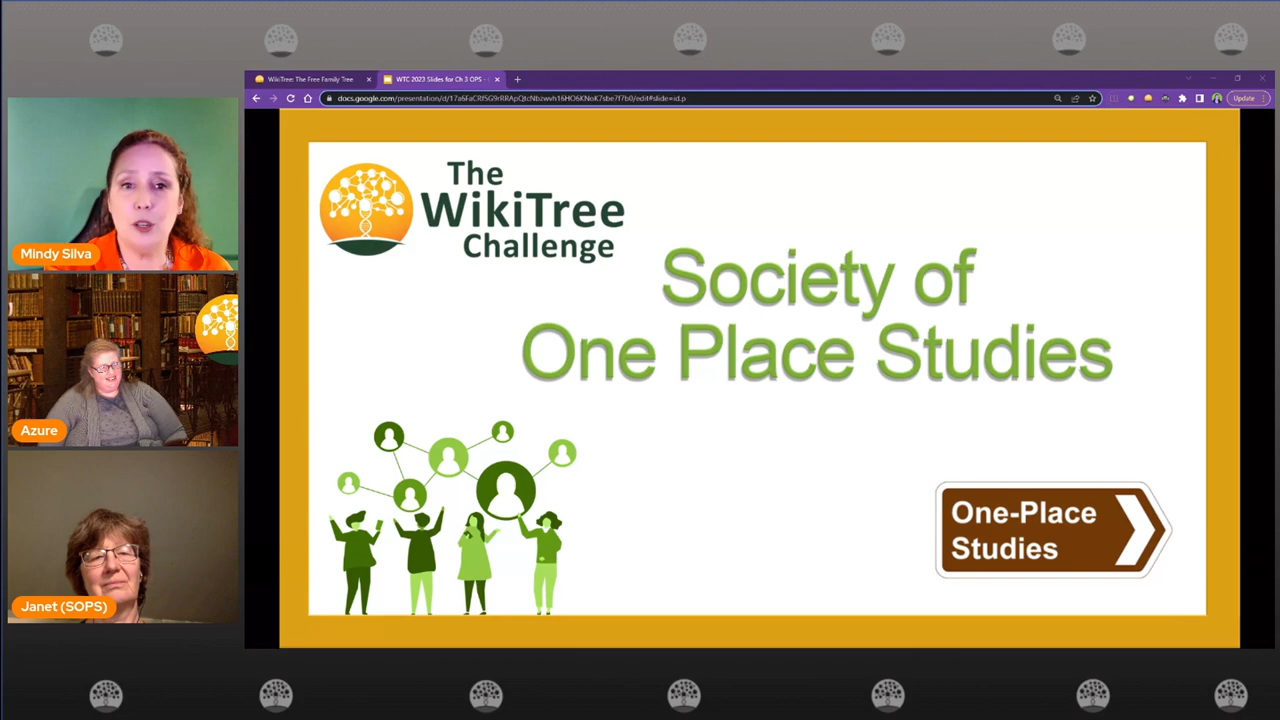 WikiTree: The Free Family Tree
WTC 2023 Slides for Ch 3 OPS -
Update
The
WikiTree
Challenge
Society of
One Place Studies
One-Place
Studies
Mindy Silva
Azure
Janet (SOPS)